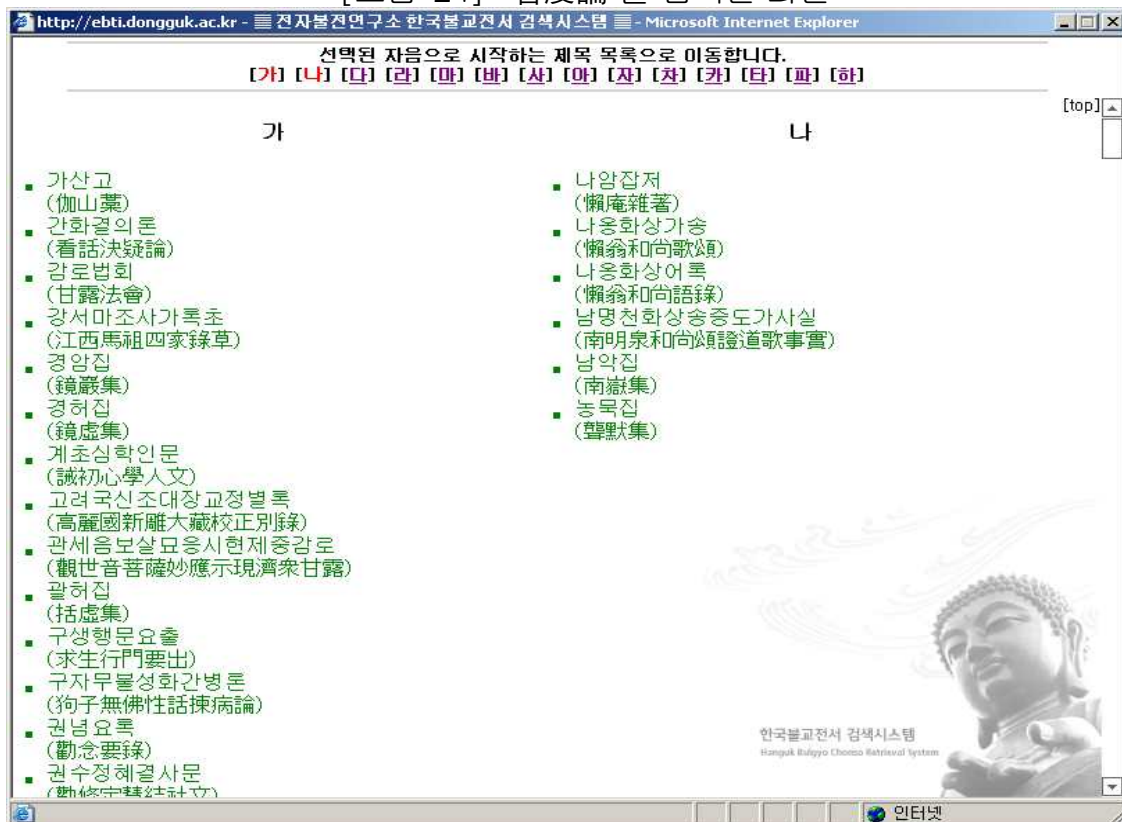 http://ebti.dongguk.ac.kr - 전자불전연구소 한국불교전서 검색시스템 - Microsoft Internet Explorer
선택된 자음으로 시작하는 제목 목록으로 이동합니다.
[가] [나] [다] [라] [마] [바] [사] [아] [자] [차] [카] [타] [파] [하]
[top]
가
가산고
(伽山藁)
간화결의론
(看話決疑論)
감로법회
(甘露法會)
강서마조사가록초
(江西馬祖四家錄草)
경암집
(鏡巖集)
경허집
(鏡虛集)
계초심학인문
(誡初心學人文)
고려국신조대장교정별록
(高麗國新雕大藏校正別錄)
관세음보살묘응시현제중감로
(觀世音菩薩妙應示現濟衆甘露)
괄허집
(括虛集)
구생행문요출
(求生行門要出)
구자무불성화간병론
(狗子無佛性話揀病論)
권념요록
(勸念要錄)
권수정혜결사문
(勸修定慧結社文)
나
나암잡저
(懶庵雜著)
나옹화상가송
(懶翁和尙歌頌)
나옹화상어록
(懶翁和尙語錄)
남명천화상송증도가사실
(南明泉和尙頌證道歌事實)
남악집
(南嶽集)
농묵집
(聾默集)
한국불교전서 검색시스템
Hanguk Bulgyo Chonso Retrieval System
인터넷